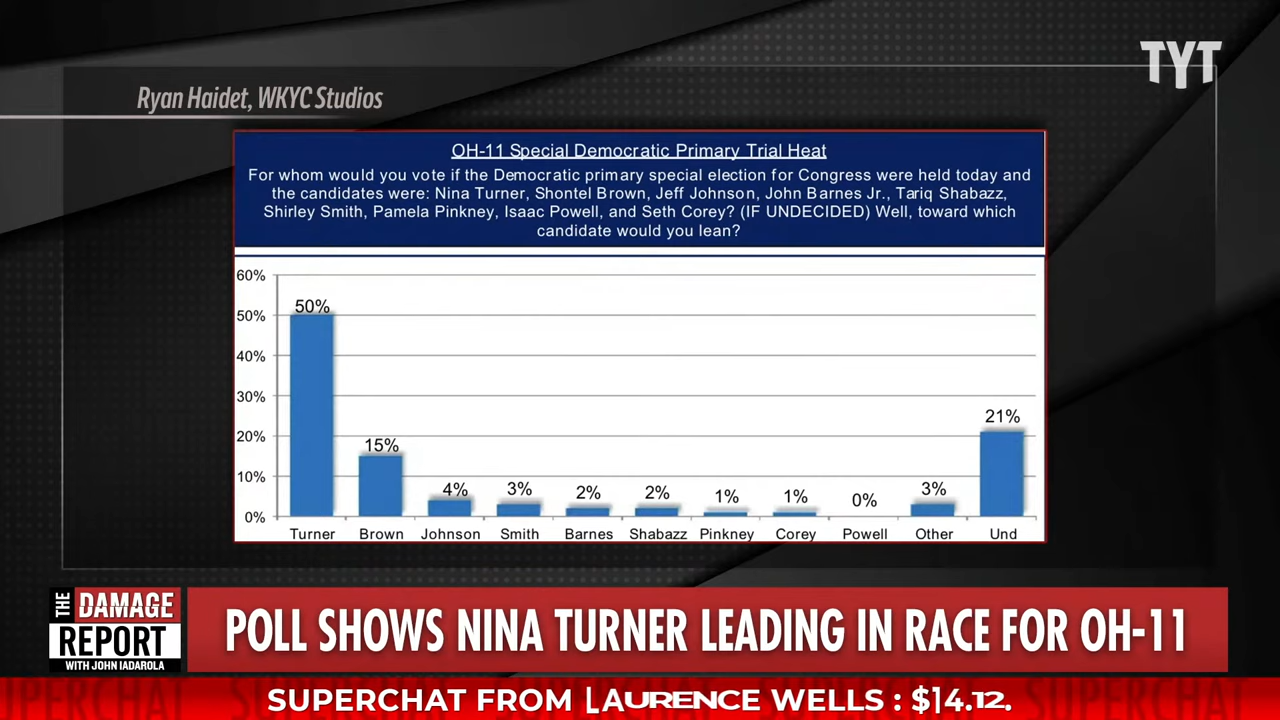 TYT
Ryan Haidet, WKYC Studios
OH-11 Special Democratic Primary Trial Heat
For whom would you vote if the Democratic primary special election for Congress were held today and
the candidates were: Nina Turner, Shontel Brown, Jeff Johnson, John Barnes Jr., Tariq Shabazz,
Shirley Smith, Pamela Pinkney, Isaac Powell, and Seth Corey? (IF UNDECIDED) Well, toward which
candidate would you lean?
60%
50%
40%
30%
20%
10%
0%
50%
15%
4%
3%
2%
2%
1%
1%
0%
3%
21%
Turner Brown Johnson Smith Barnes Shabazz Pinkney Corey Powell Other Und
THE DAMAGE
REPORT
WITH JOHN IADAROLA
POLL SHOWS NINA TURNER LEADING IN RACE FOR OH-11
SUPERCHAT FROM LAURENCE WELLS : $14.12.
SUPERCHAT